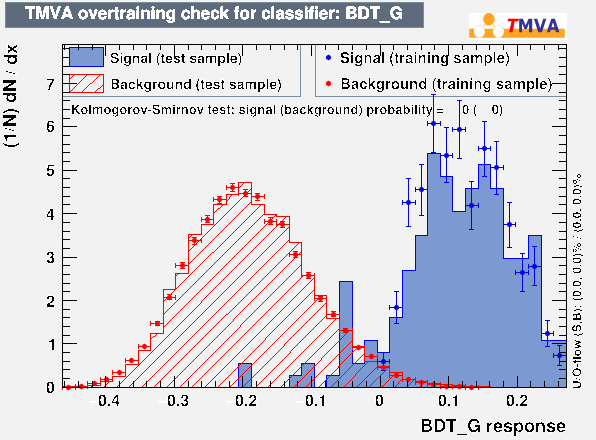 TMVA overtraining check for classifier: BDT_G
TMVA
Signal (test sample)
Background (test sample)
Signal (training sample)
Background (training sample)
Kolmogorov-Smirnov test: signal (background) probability = 0 ( 0)
(1/N) dN / dx
7
6
5
4
3
2
1
0
−0.4 −0.3 −0.2 −0.1 0 0.1 0.2
BDT_G response
U/O-flow (S,B): (0.0, 0.0)% / (0.0, 0.0)%